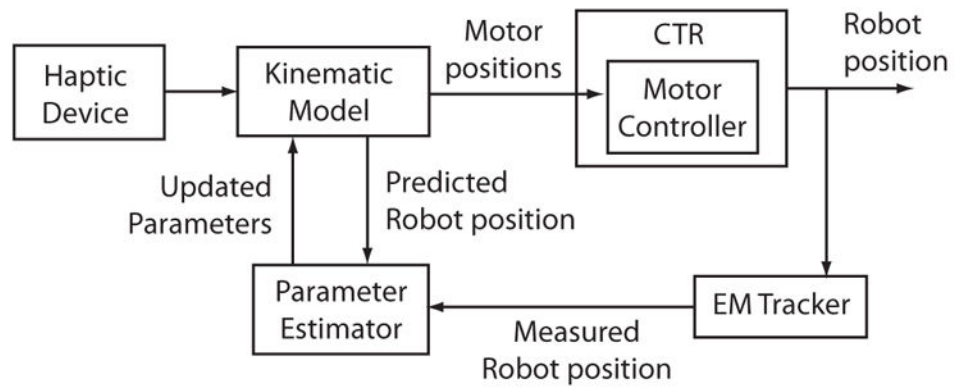 Haptic
Device
Kinematic
Model
Motor
positions
CTR
Motor
Controller
Robot
position
Updated
Parameters
Predicted
Robot position
Parameter
Estimator
EM Tracker
Measured
Robot position